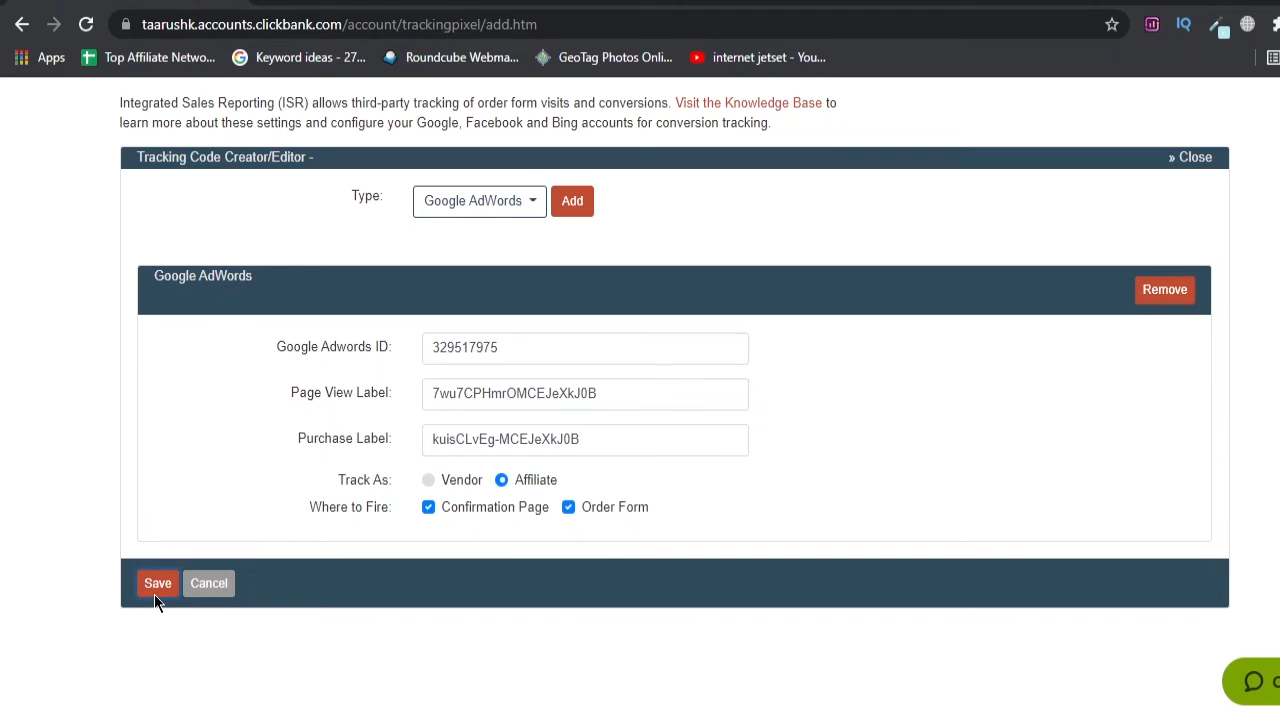 taarushk.accounts.clickbank.com/account/trackingpixel/add.htm
IQ
Apps
Top Affiliate Netwo...
Keyword ideas - 27...
Roundcube Webma...
GeoTag Photos Onli...
internet jetset - You...
Integrated Sales Reporting (ISR) allows third-party tracking of order form visits and conversions. Visit the Knowledge Base to
learn more about these settings and configure your Google, Facebook and Bing accounts for conversion tracking.
Tracking Code Creator/Editor - » Close
Type: Google AdWords Add
Google AdWords
Remove
Google Adwords ID: 329517975
Page View Label: 7wu7CPHmrOMCEJeXkJ0B
Purchase Label: kuisCLvEg-MCEJeXkJ0B
Track As: Vendor Affiliate
Where to Fire: Confirmation Page Order Form
Save Cancel